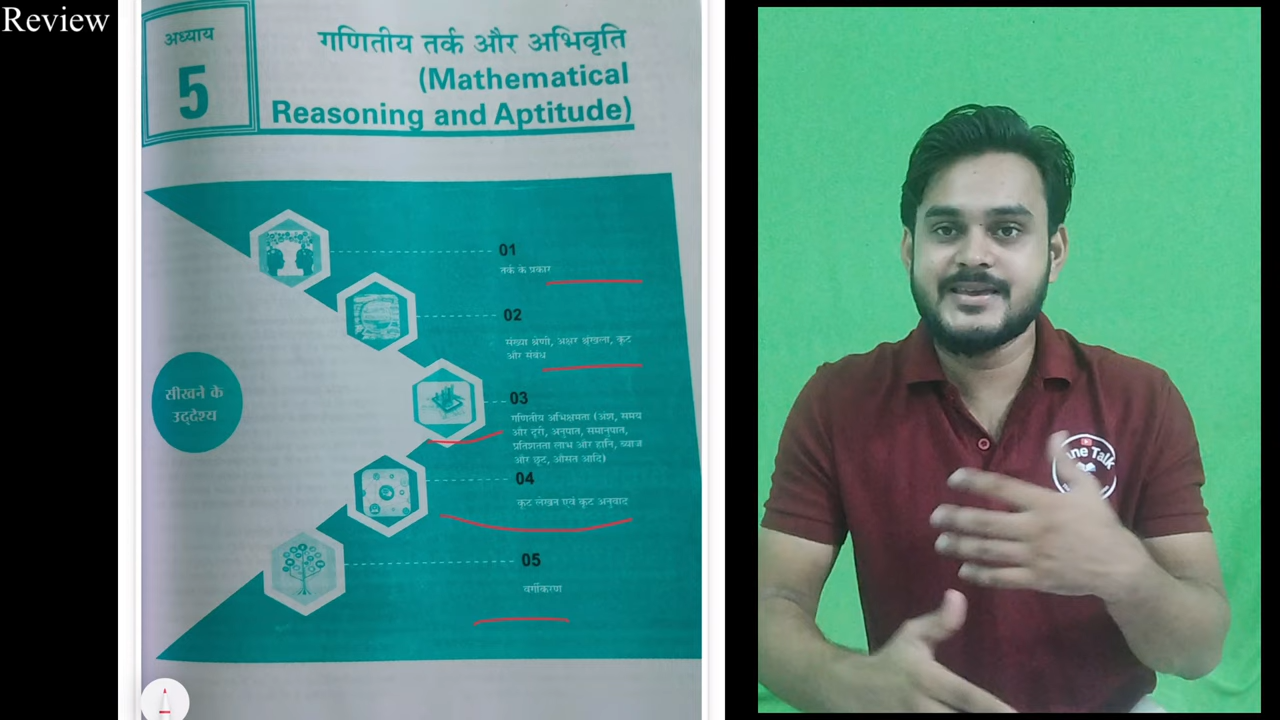 Review
अध्याय
5
गणितीय तर्क और अभिवृति
(Mathematical
Reasoning and Aptitude)
01
तर्क के प्रकार
02
संख्या श्रेणी, अक्षर श्रृंखला, कूट
और संबंध
03
गणितीय अभिक्षमता (अंश, समय
और दूरी, अनुपात, समानुपात,
प्रतिशतता लाभ और हानि, ब्याज
और छूट, औसत आदि)
04
कूट लेखन एवं कूट अनुवाद
05
वर्गीकरण
सीखने के
उद्देश्य
Talk